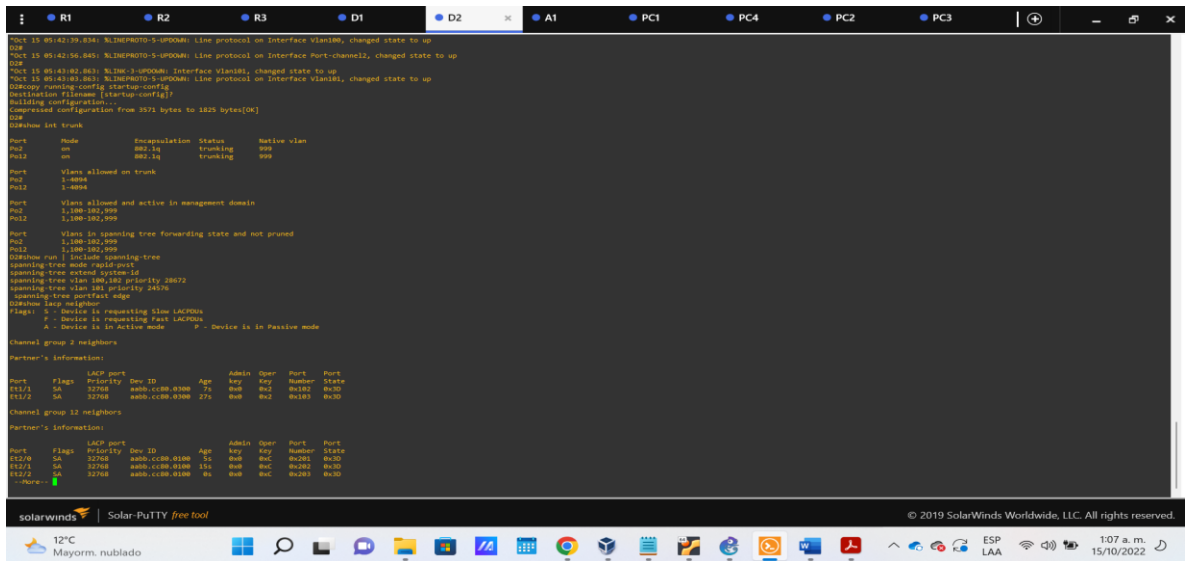 R1 R2 R3 D1 D2 × A1 PC1 PC4 PC2 PC3
*Oct 15 05:42:39.834: %LINEPROTO-5-UPDOWN: Line protocol on Interface Vlan100, changed state to up
D2#
*Oct 15 05:42:56.845: %LINEPROTO-5-UPDOWN: Line protocol on Interface Port-channel2, changed state to up
D2#
*Oct 15 05:43:02.863: %LINK-3-UPDOWN: Interface Vlan101, changed state to up
*Oct 15 05:43:03.863: %LINEPROTO-5-UPDOWN: Line protocol on Interface Vlan101, changed state to up
D2#copy running-config startup-config
Destination filename [startup-config]?
Building configuration...
Compressed configuration from 3571 bytes to 1825 bytes[OK]
D2#
D2#show int trunk
Port Mode Encapsulation Status Native vlan
Po2 on 802.1q trunking 999
Po12 on 802.1q trunking 999
Port Vlans allowed on trunk
Po2 1-4094
Po12 1-4094
Port Vlans allowed and active in management domain
Po2 1,100-102,999
Po12 1,100-102,999
Port Vlans in spanning tree forwarding state and not pruned
Po2 1,100-102,999
Po12 1,100-102,999
D2#show run | include spanning-tree
spanning-tree mode rapid-pvst
spanning-tree extend system-id
spanning-tree vlan 100,102 priority 28672
spanning-tree vlan 101 priority 24576
spanning-tree portfast edge
D2#show lacp neighbor
Flags: S - Device is requesting Slow LACPDUs
F - Device is requesting Fast LACPDUs
A - Device is in Active mode P - Device is in Passive mode
Channel group 2 neighbors
Partner's information:
LACP port Admin Oper Port Port
Port Flags Priority Dev ID Age key Key Number State
Et1/1 SA 32768 aabb.cc80.0300 7s 0x0 0x2 0x102 0x3D
Et1/2 SA 32768 aabb.cc80.0300 27s 0x0 0x2 0x103 0x3D
Channel group 12 neighbors
Partner's information:
LACP port Admin Oper Port Port
Port Flags Priority Dev ID Age key Key Number State
Et2/0 SA 32768 aabb.cc80.0100 5s 0x0 0xC 0x201 0x3D
Et2/1 SA 32768 aabb.cc80.0100 15s 0x0 0xC 0x202 0x3D
Et2/2 SA 32768 aabb.cc80.0100 0s 0x0 0xC 0x203 0x3D
--More--
solarwinds | Solar-PuTTY free tool © 2019 SolarWinds Worldwide, LLC. All rights reserved.
12°C
Mayorm. nublado
ESP
LAA
1:07 a. m.
15/10/2022